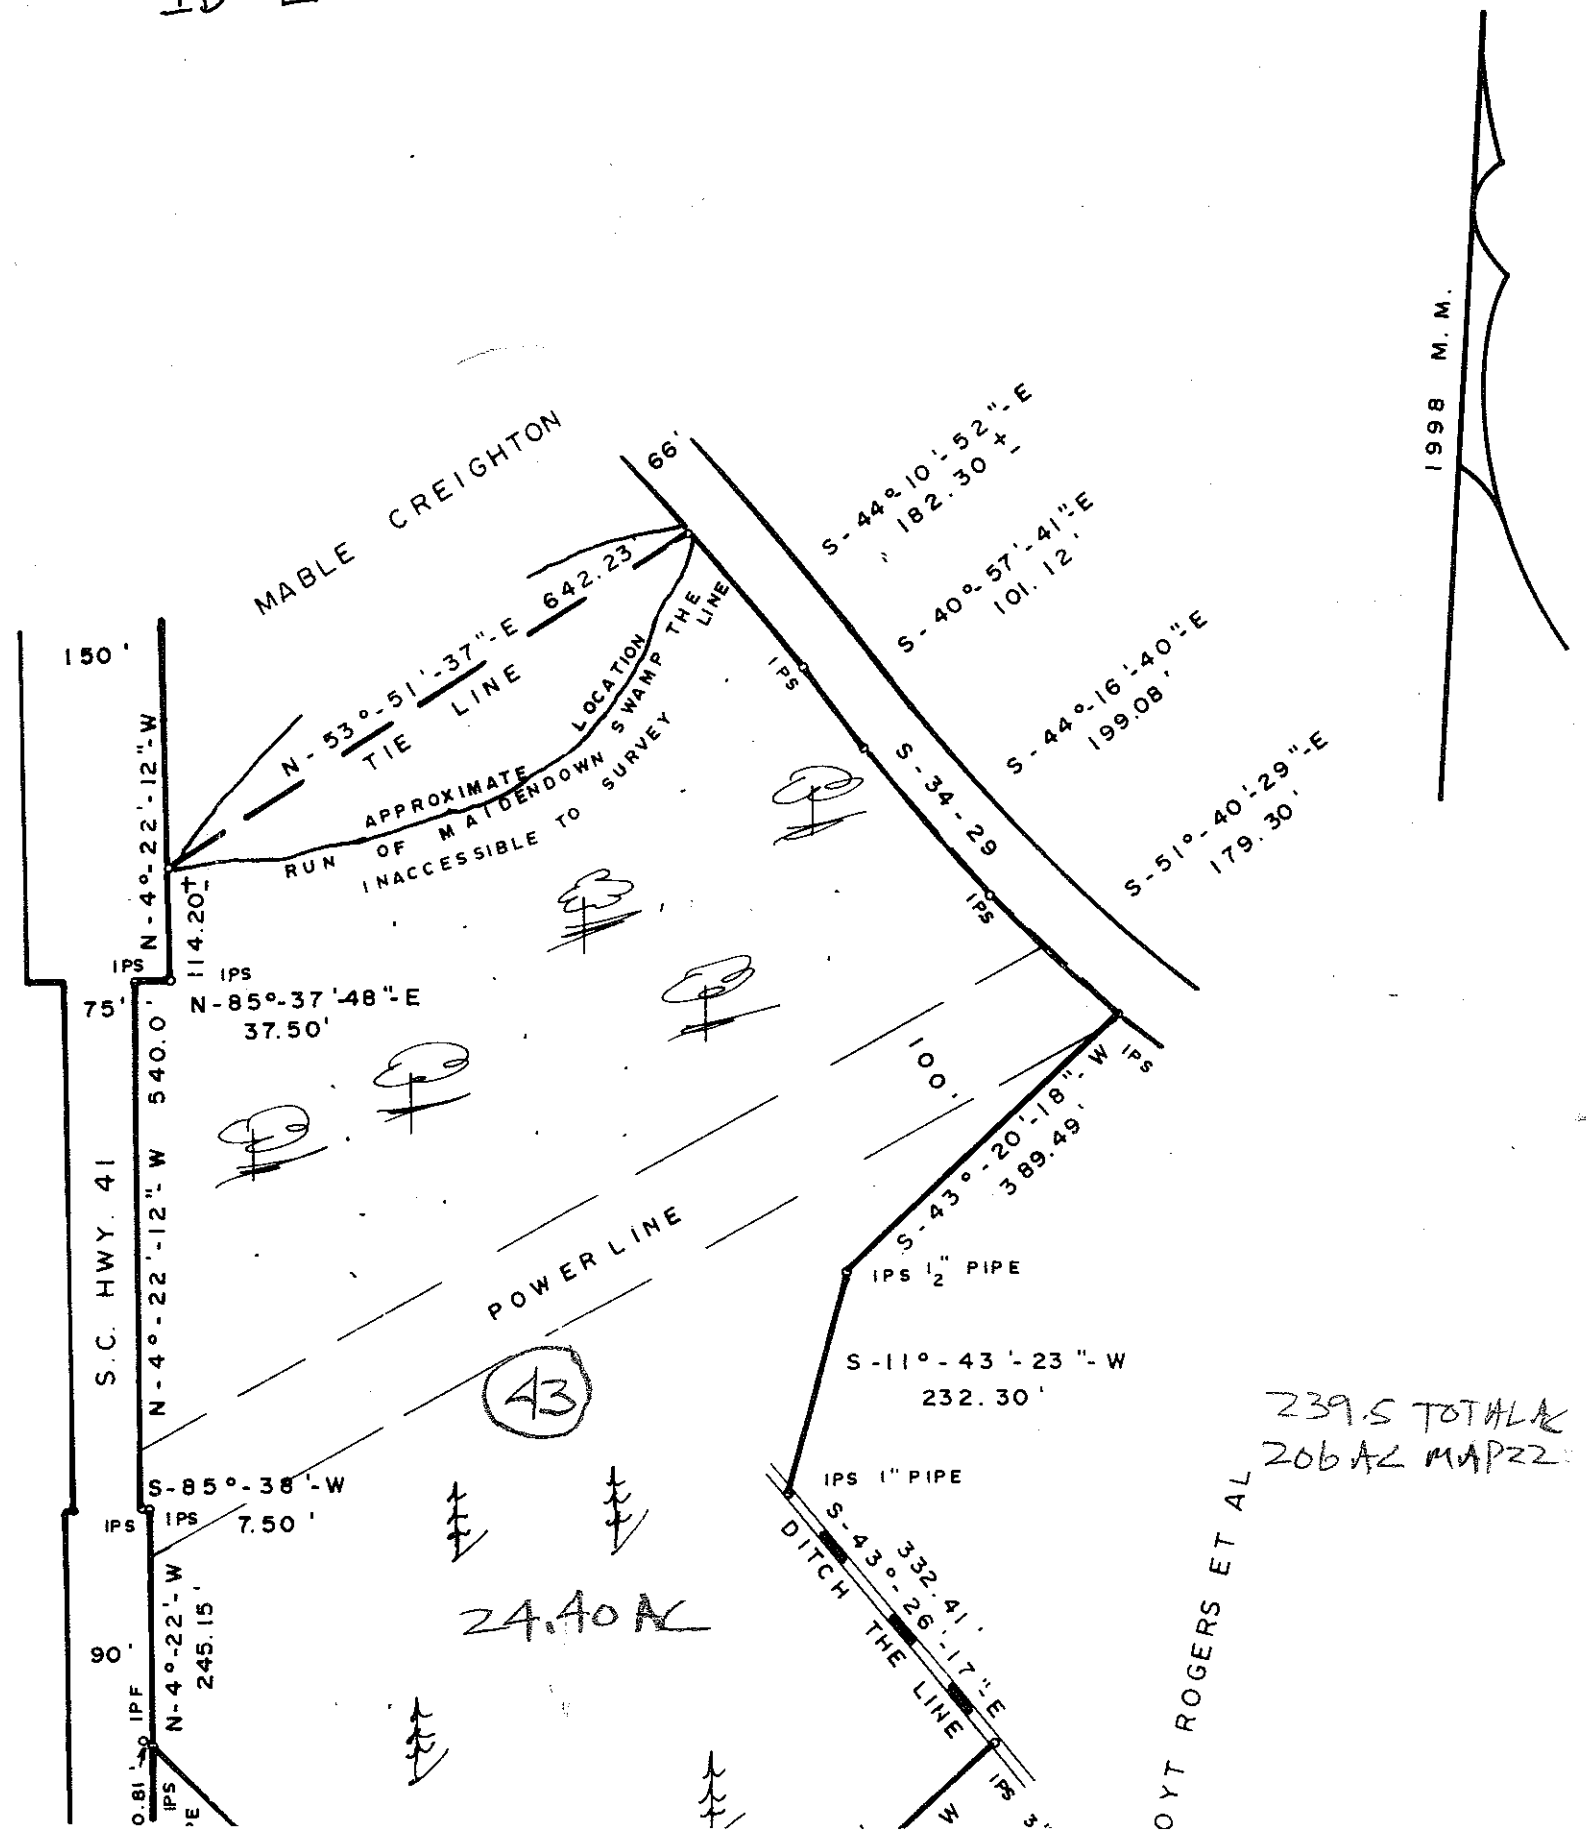 MABLE CREIGHTON
66'
S-44°-10'-52"-E
182.30 ±
S-40°-57'-41"-E
101.12'
S-44°-16'-40"-E
199.08'
S-51°-40'-29"-E
179.30'
1998 M.M.
150'
N-53°-51'-37"-E 642.23'
TIE LINE
APPROXIMATE LOCATION
RUN OF MAIDENDOWN SWAMP THE LINE
INACCESSIBLE TO SURVEY
IPS
S-34-29
IPS
N-4°-22'-12"-W
114.20±
IPS
IPS
N-85°-37'-48"-E
37.50'
75'
N-4°-22'-12"-W 540.0'
S.C. HWY. 41
100'
POWERLINE
IPS
S-43°-20'-18"-W
389.49'
IPS 1/2" PIPE
S-11°-43'-23"-W
232.30'
43
239.5 TOTAL AC
206 AC MAP22
S-85°-38'-W
7.50'
IPS
IPS
IPS 1" PIPE
332.41'
S-43°-26'-17"-E
DITCH THE LINE
24.40 AC
90'
N-4°-22'-W
245.15'
IPF
0.81'
IPS
IPS
W
OYT ROGERS ET AL